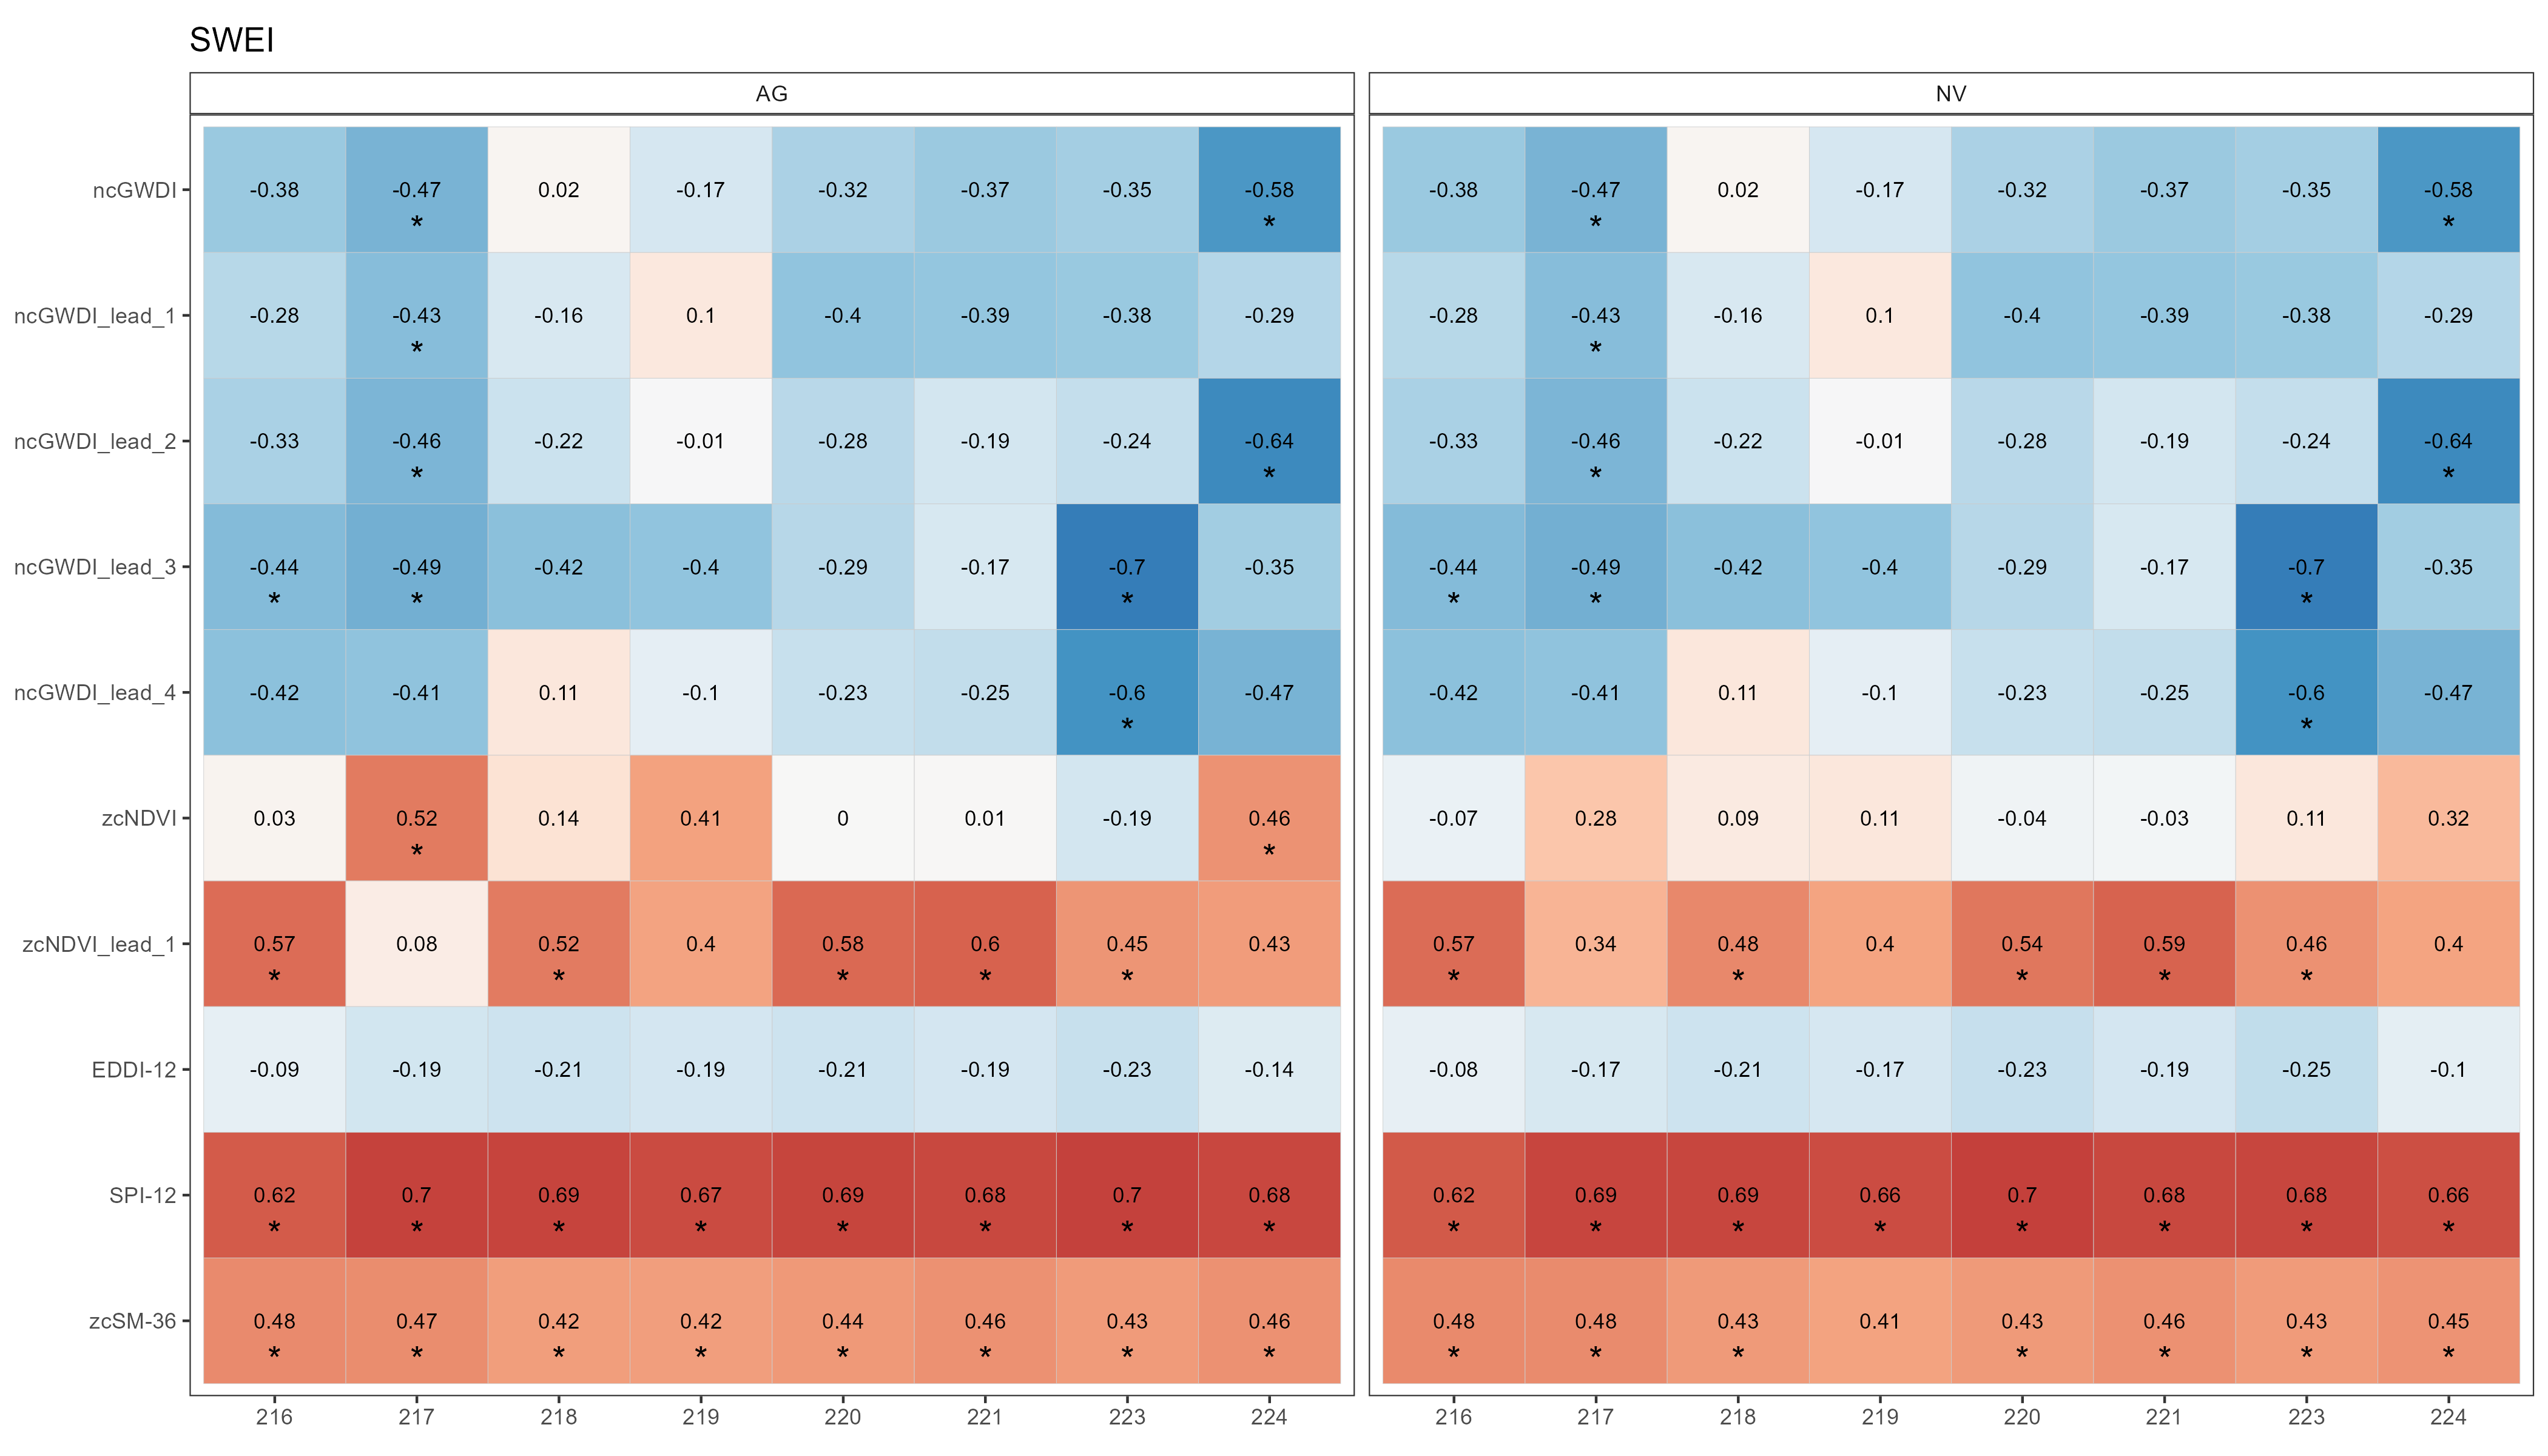 SWEI
AG NV
ncGWDI -0.38 -0.47 0.02 -0.17 -0.32 -0.37 -0.35 -0.58 -0.38 -0.47 0.02 -0.17 -0.32 -0.37 -0.35 -0.58
* * * *
ncGWDI_lead_1 -0.28 -0.43 -0.16 0.1 -0.4 -0.39 -0.38 -0.29 -0.28 -0.43 -0.16 0.1 -0.4 -0.39 -0.38 -0.29
* *
ncGWDI_lead_2 -0.33 -0.46 -0.22 -0.01 -0.28 -0.19 -0.24 -0.64 -0.33 -0.46 -0.22 -0.01 -0.28 -0.19 -0.24 -0.64
* * * *
ncGWDI_lead_3 -0.44 -0.49 -0.42 -0.4 -0.29 -0.17 -0.7 -0.35 -0.44 -0.49 -0.42 -0.4 -0.29 -0.17 -0.7 -0.35
* * * * * *
ncGWDI_lead_4 -0.42 -0.41 0.11 -0.1 -0.23 -0.25 -0.6 -0.47 -0.42 -0.41 0.11 -0.1 -0.23 -0.25 -0.6 -0.47
* *
zcNDVI 0.03 0.52 0.14 0.41 0 0.01 -0.19 0.46 -0.07 0.28 0.09 0.11 -0.04 -0.03 0.11 0.32
* *
zcNDVI_lead_1 0.57 0.08 0.52 0.4 0.58 0.6 0.45 0.43 0.57 0.34 0.48 0.4 0.54 0.59 0.46 0.4
* * * * * * * * * *
EDDI-12 -0.09 -0.19 -0.21 -0.19 -0.21 -0.19 -0.23 -0.14 -0.08 -0.17 -0.21 -0.17 -0.23 -0.19 -0.25 -0.1
SPI-12 0.62 0.7 0.69 0.67 0.69 0.68 0.7 0.68 0.62 0.69 0.69 0.66 0.7 0.68 0.68 0.66
* * * * * * * * * * * * * * * *
zcSM-36 0.48 0.47 0.42 0.42 0.44 0.46 0.43 0.46 0.48 0.48 0.43 0.41 0.43 0.46 0.43 0.45
* * * * * * * * * * * * * * *
216 217 218 219 220 221 223 224 216 217 218 219 220 221 223 224